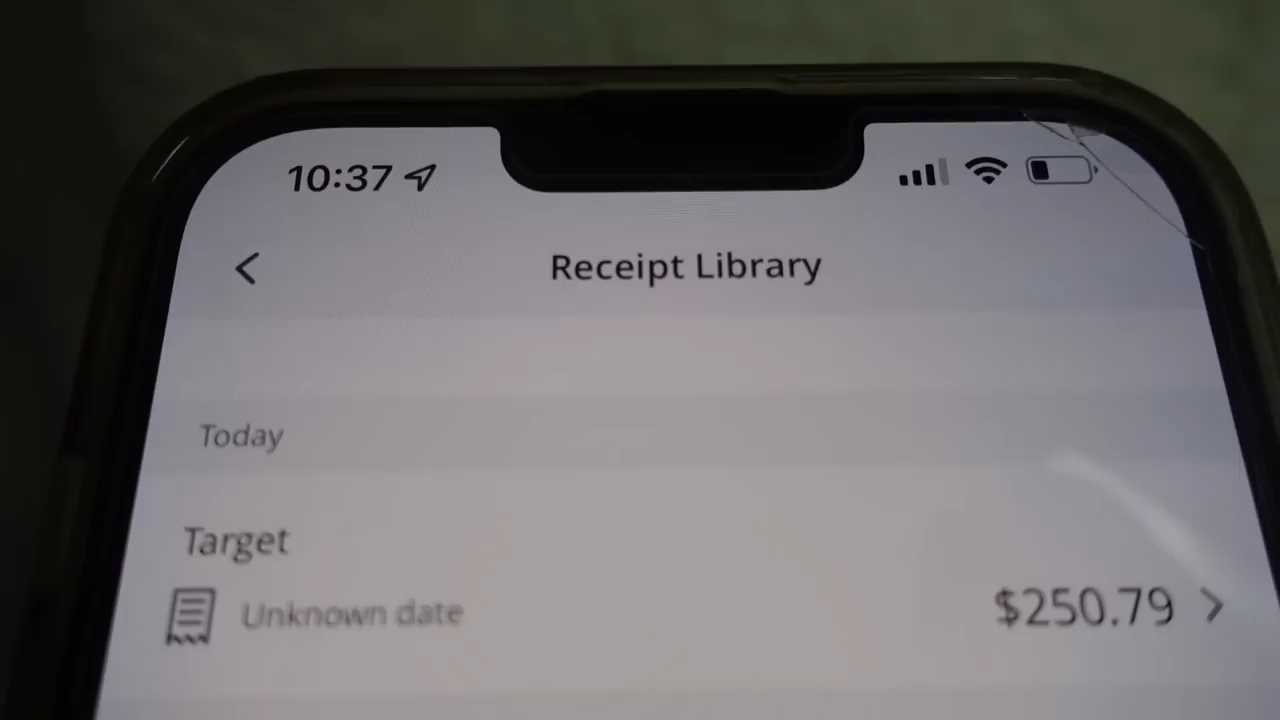 10:37
Receipt Library
Today
Target
Unknown date
$250.79